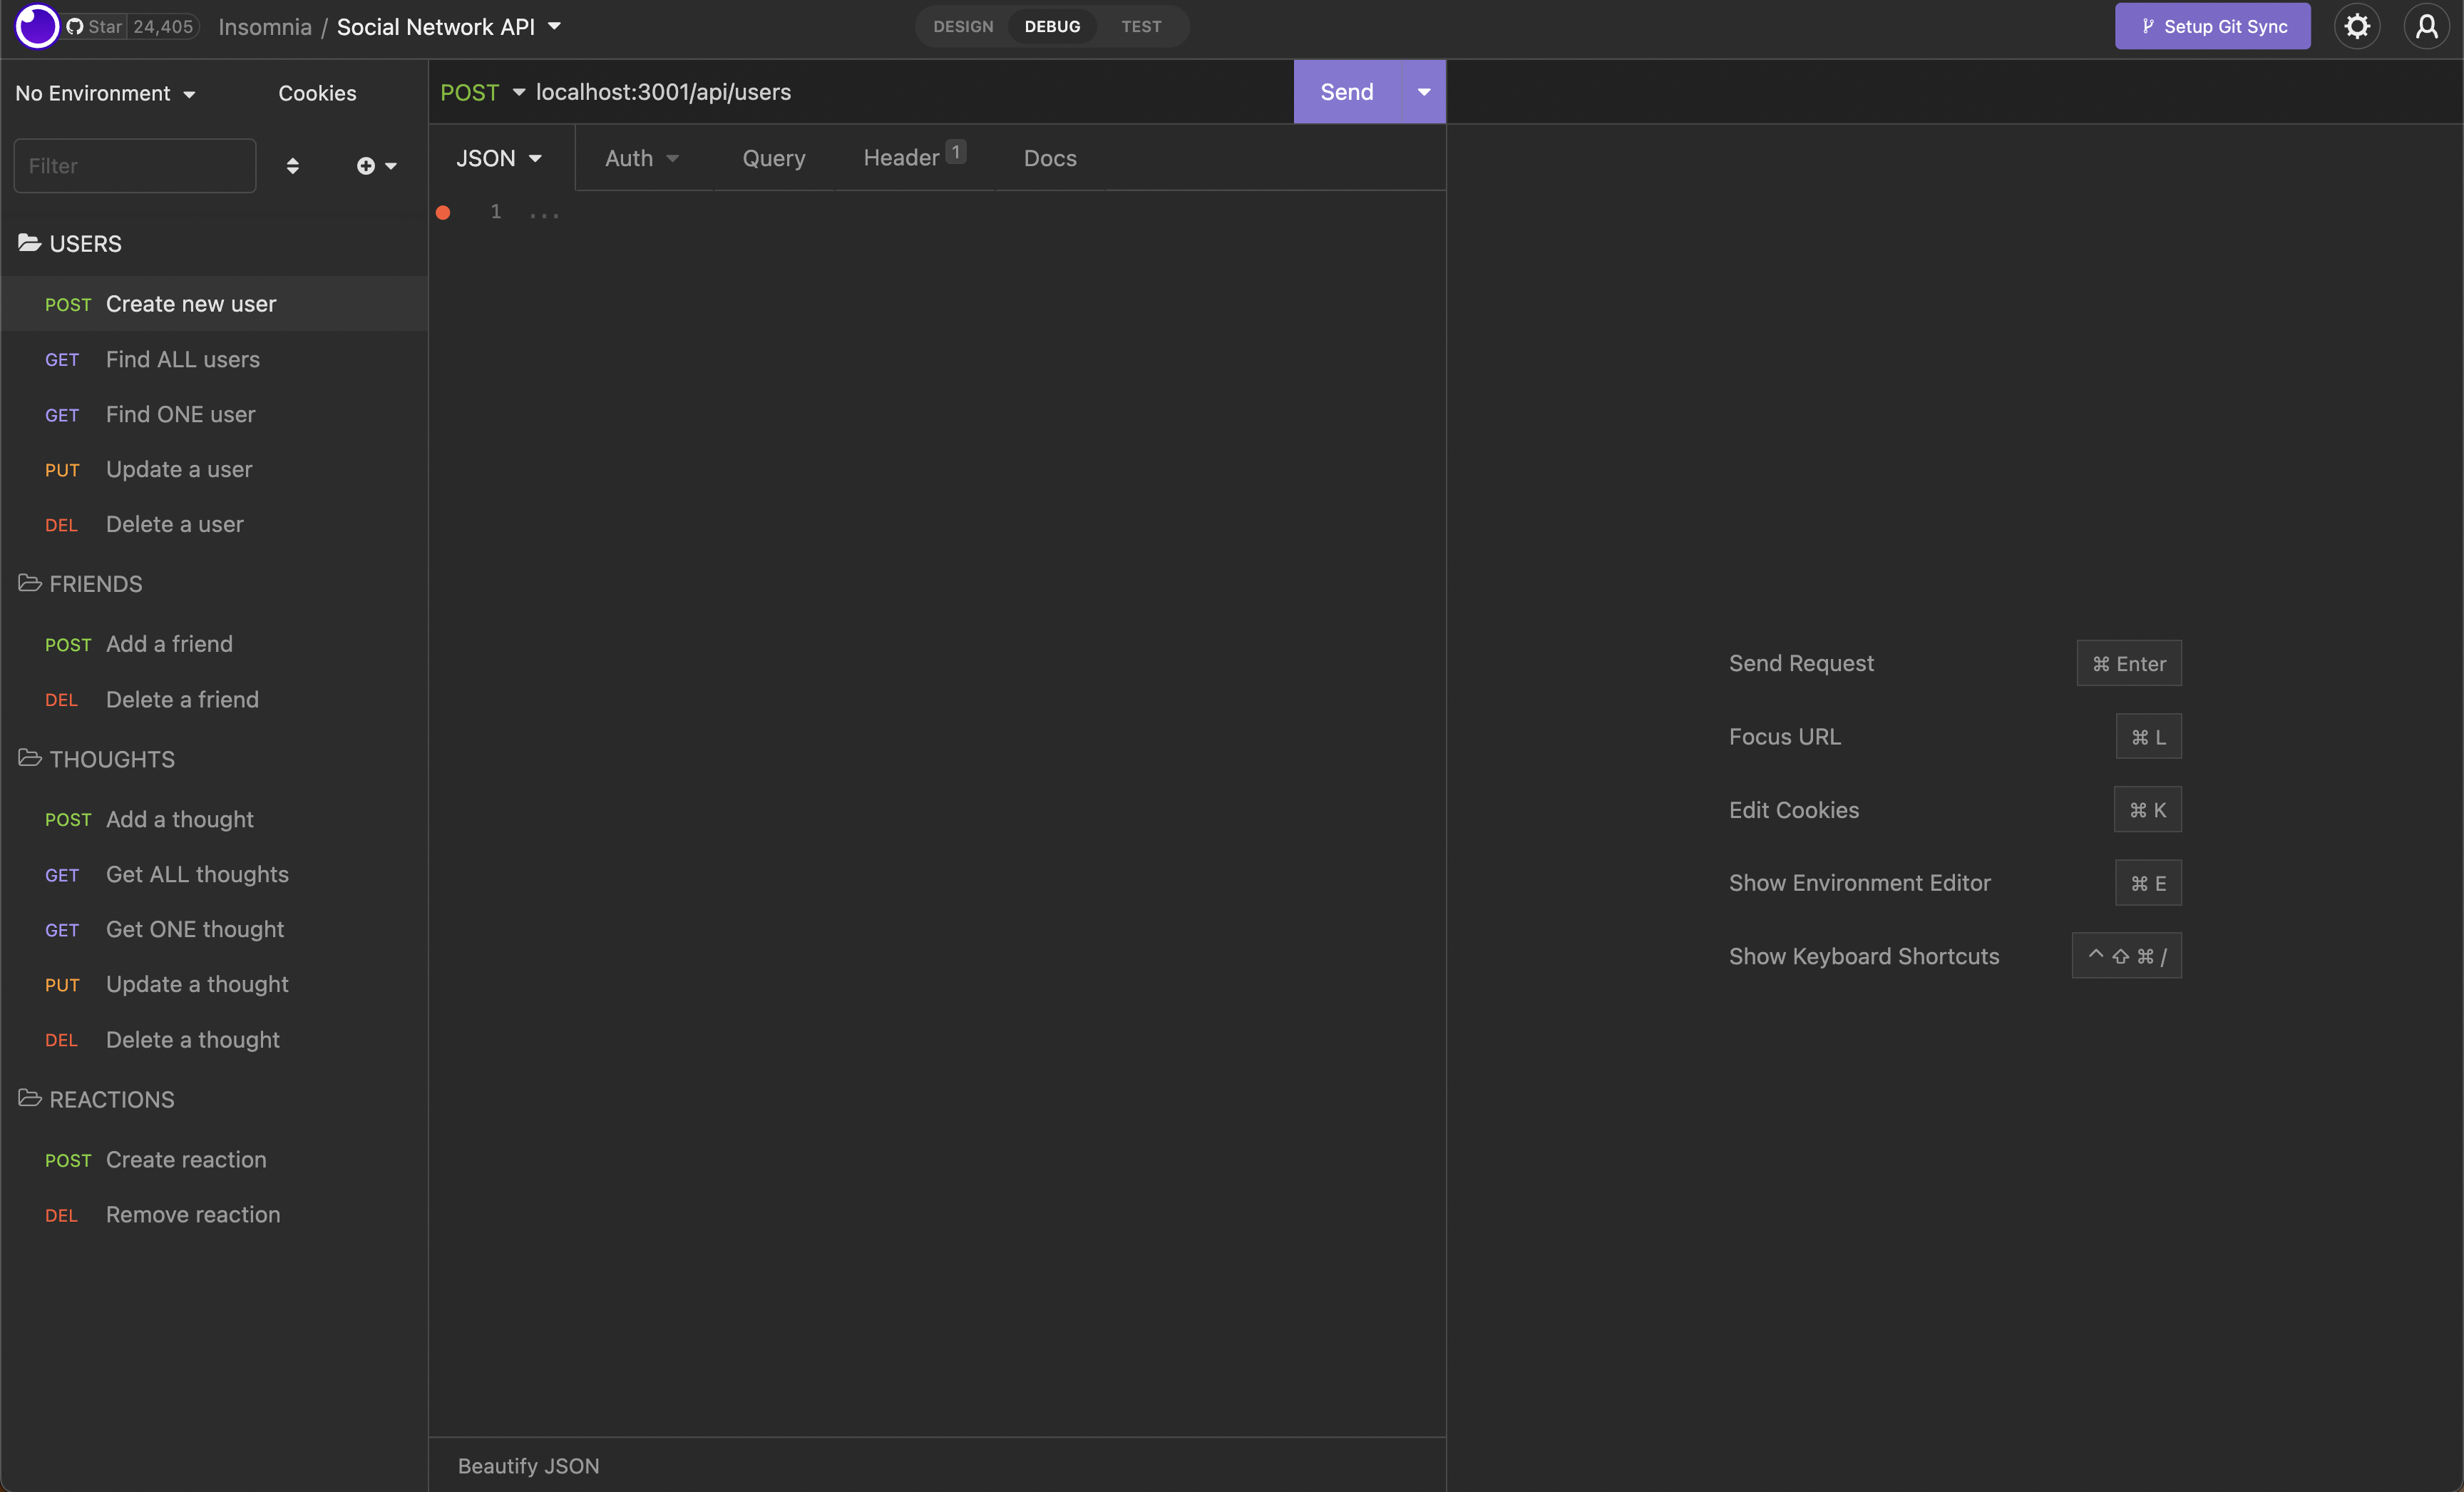 Star 24,405 Insomnia / Social Network API DESIGN DEBUG TEST Setup Git Sync
No Environment Cookies
Filter
USERS
POST Create new user
GET Find ALL users
GET Find ONE user
PUT Update a user
DEL Delete a user
FRIENDS
POST Add a friend
DEL Delete a friend
THOUGHTS
POST Add a thought
GET Get ALL thoughts
GET Get ONE thought
PUT Update a thought
DEL Delete a thought
REACTIONS
POST Create reaction
DEL Remove reaction
POST localhost:3001/api/users Send
JSON Auth Query Header 1 Docs
1 ...
Beautify JSON
Send Request ⌘ Enter
Focus URL ⌘ L
Edit Cookies ⌘ K
Show Environment Editor ⌘ E
Show Keyboard Shortcuts ^ ⇧ ⌘ /